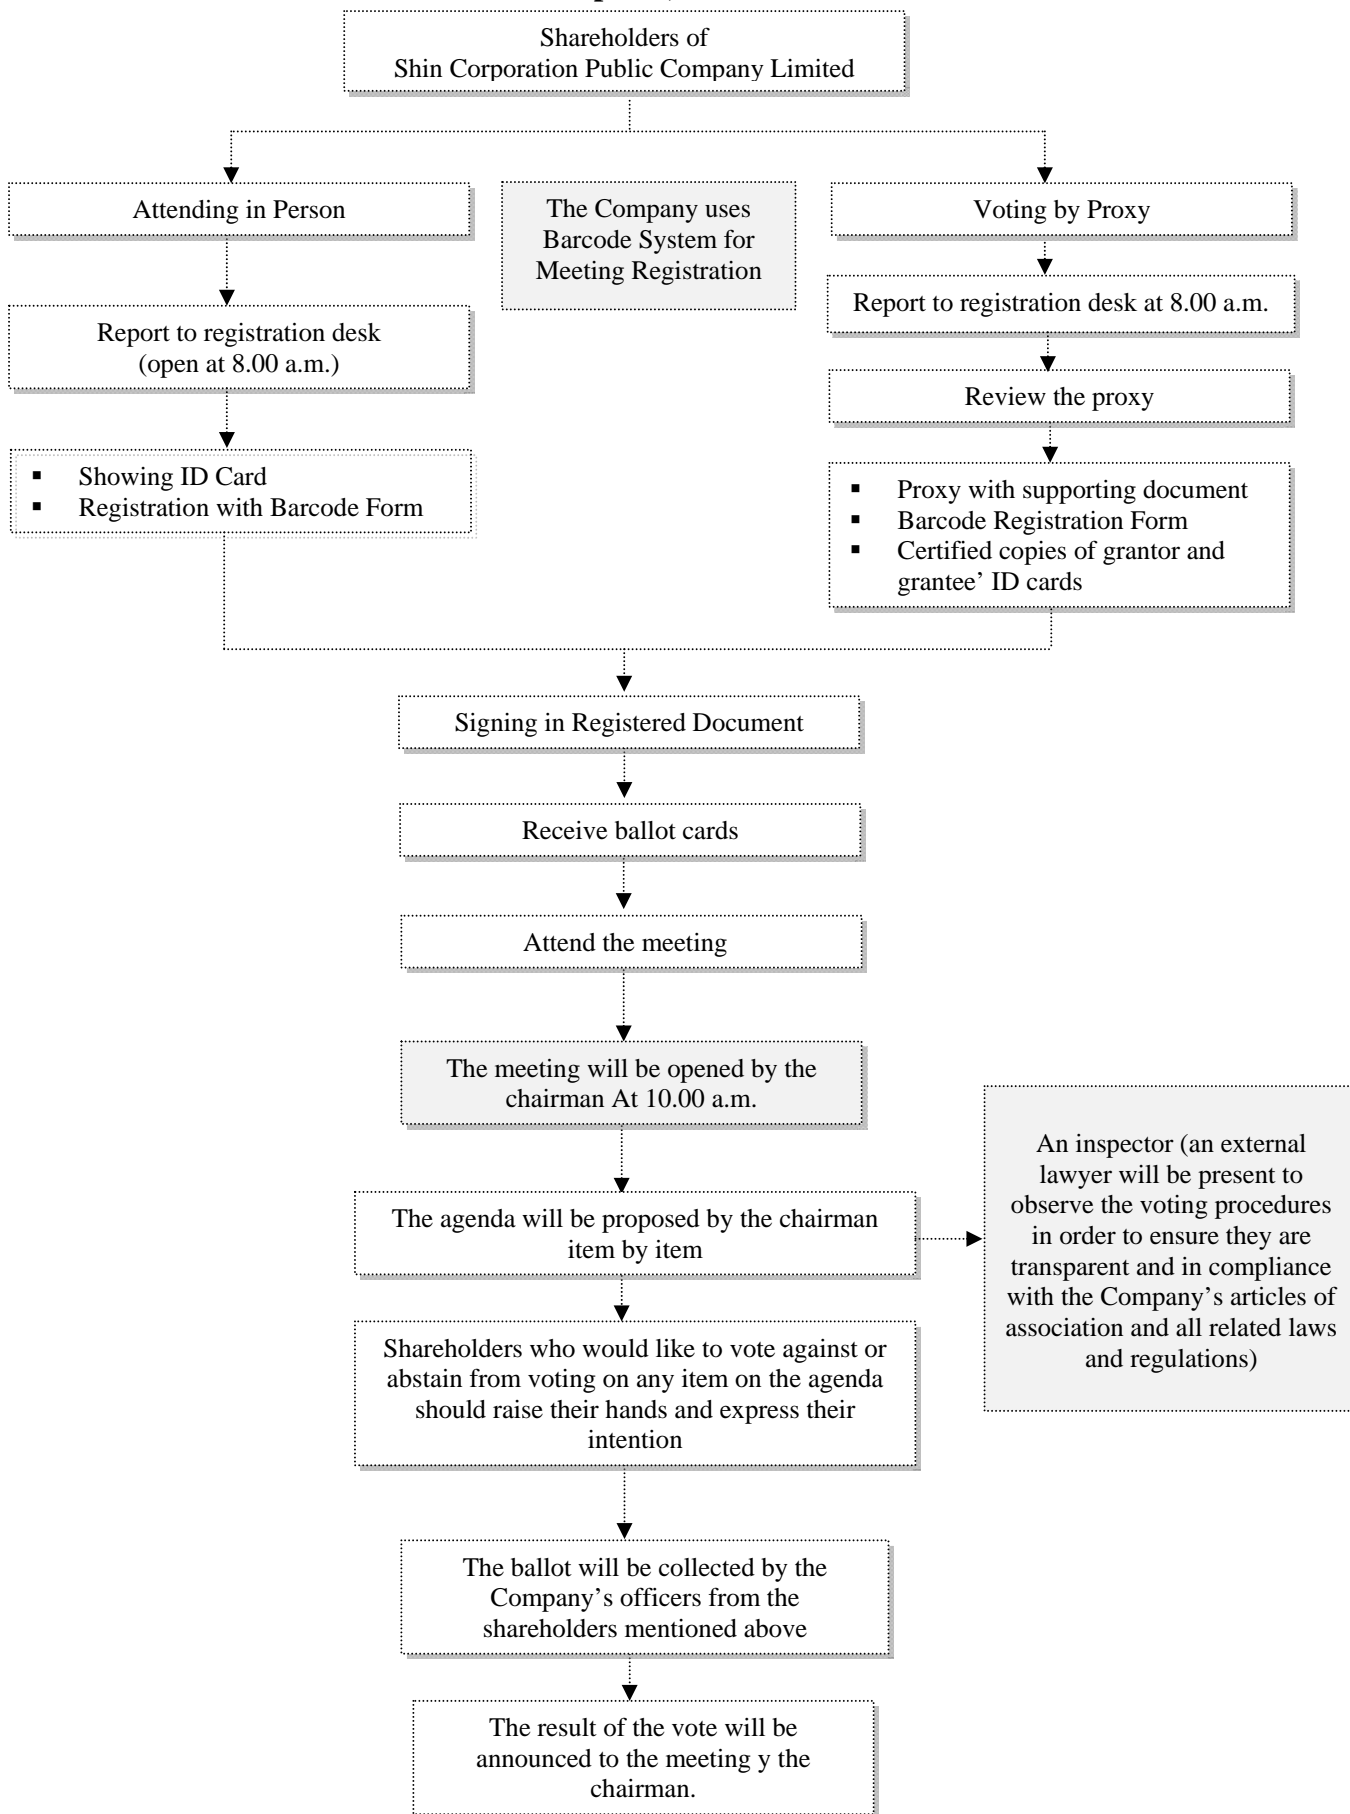 Shareholders of
Shin Corporation Public Company Limited
Attending in Person
The Company uses
Barcode System for
Meeting Registration
Voting by Proxy
Report to registration desk
(open at 8.00 a.m.)
Report to registration desk at 8.00 a.m.
Review the proxy
▪ Showing ID Card
▪ Registration with Barcode Form
▪ Proxy with supporting document
▪ Barcode Registration Form
▪ Certified copies of grantor and
grantee’ ID cards
Signing in Registered Document
Receive ballot cards
Attend the meeting
The meeting will be opened by the
chairman At 10.00 a.m.
The agenda will be proposed by the chairman
item by item
An inspector (an external
lawyer will be present to
observe the voting procedures
in order to ensure they are
transparent and in compliance
with the Company’s articles of
association and all related laws
and regulations)
Shareholders who would like to vote against or
abstain from voting on any item on the agenda
should raise their hands and express their
intention
The ballot will be collected by the
Company’s officers from the
shareholders mentioned above
The result of the vote will be
announced to the meeting y the
chairman.